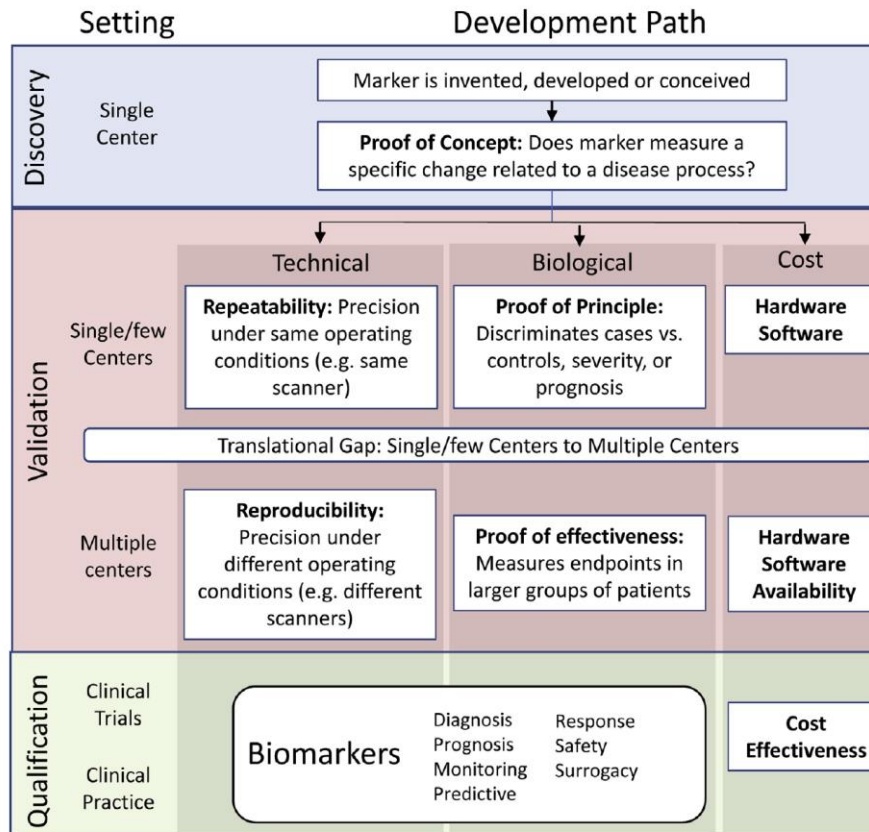 Setting
Development Path
Discovery
Single
Center
Marker is invented, developed or conceived
Proof of Concept: Does marker measure a
specific change related to a disease process?
Validation
Technical
Biological
Cost
Single/few
Centers
Repeatability: Precision
under same operating
conditions (e.g. same
scanner)
Proof of Principle:
Discriminates cases vs.
controls, severity, or
prognosis
Hardware
Software
Translational Gap: Single/few Centers to Multiple Centers
Multiple
centers
Reproducibility:
Precision under
different operating
conditions (e.g. different
scanners)
Proof of effectiveness:
Measures endpoints in
larger groups of patients
Hardware
Software
Availability
Qualification
Clinical
Trials
Clinical
Practice
Biomarkers
Diagnosis
Prognosis
Monitoring
Predictive
Response
Safety
Surrogacy
Cost
Effectiveness